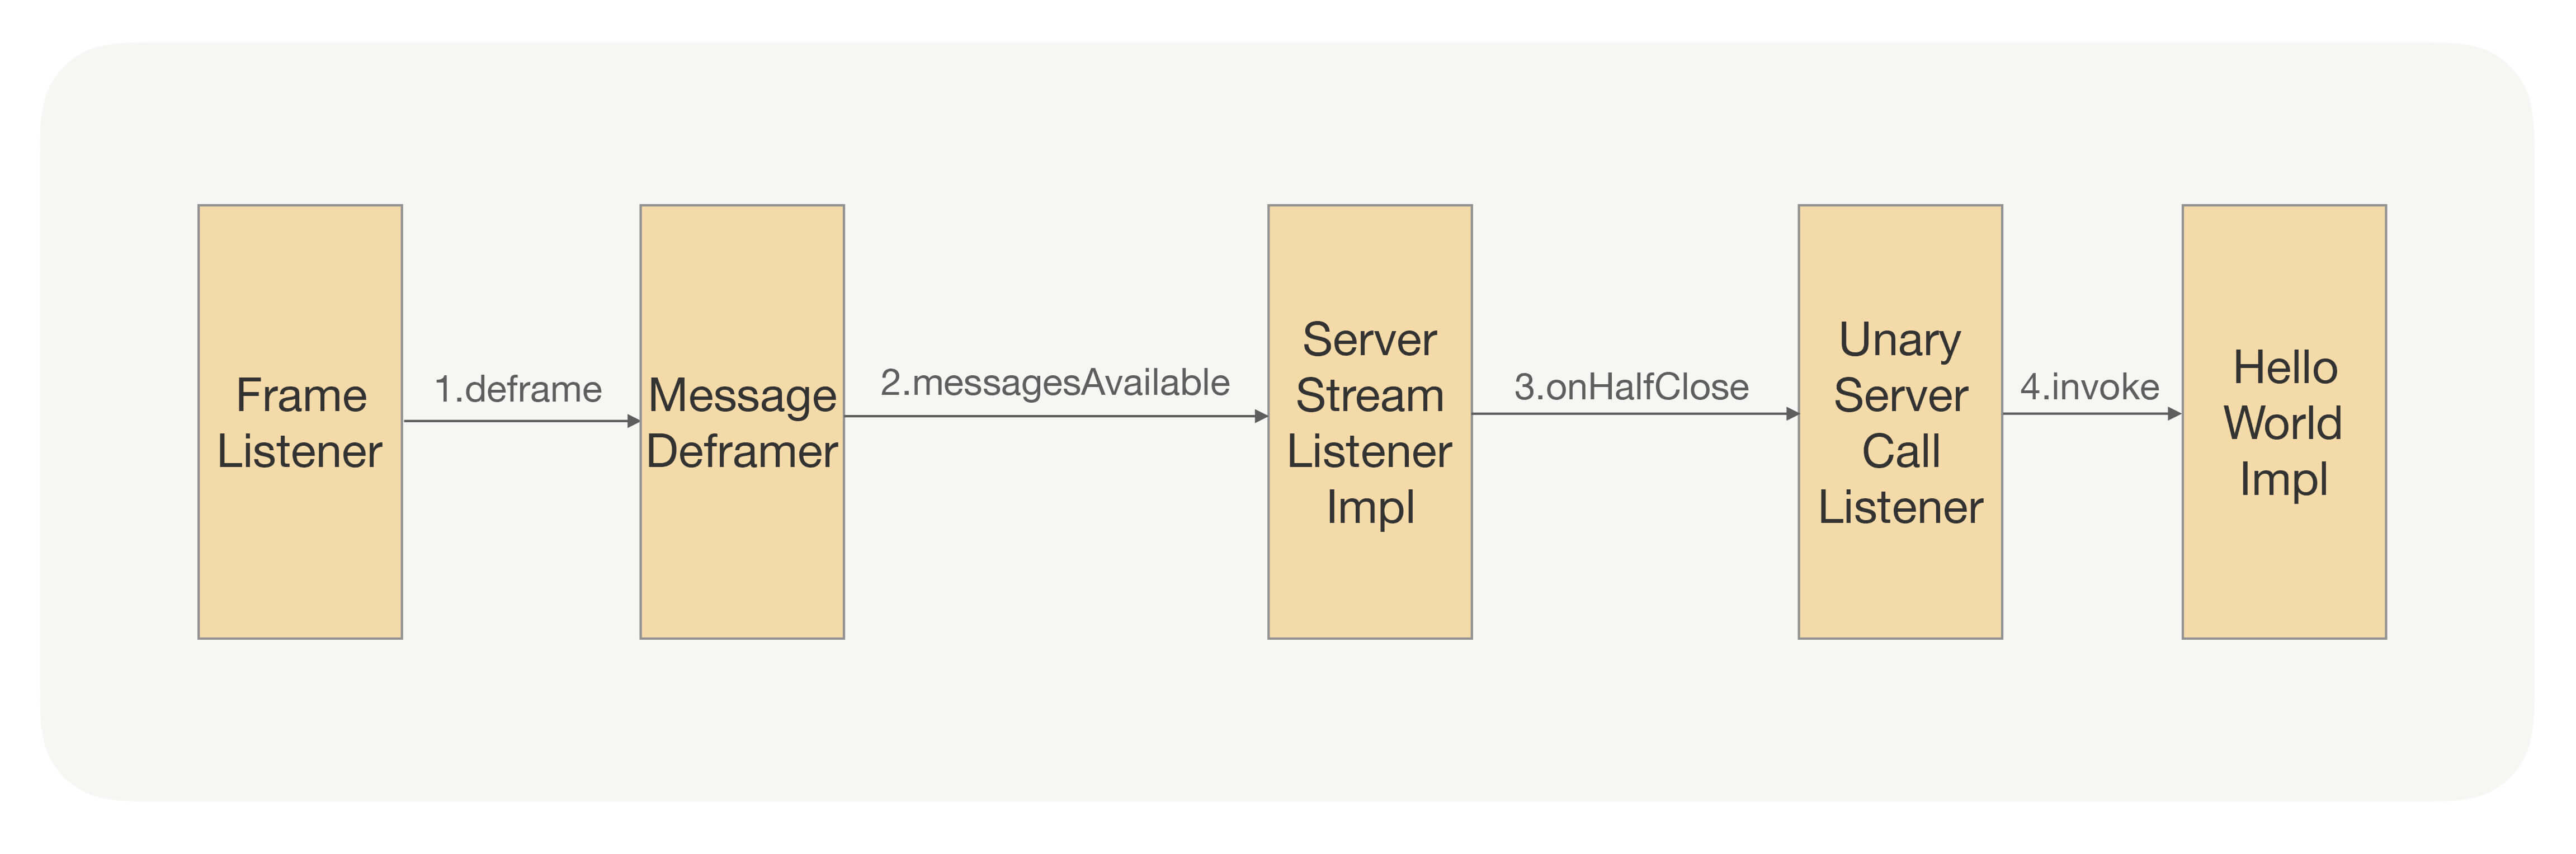 Frame
Listener
1.deframe
Message
Deframer
2.messagesAvailable
Server
Stream
Listener
Impl
3.onHalfClose
Unary
Server
Call
Listener
4.invoke
Hello
World
Impl